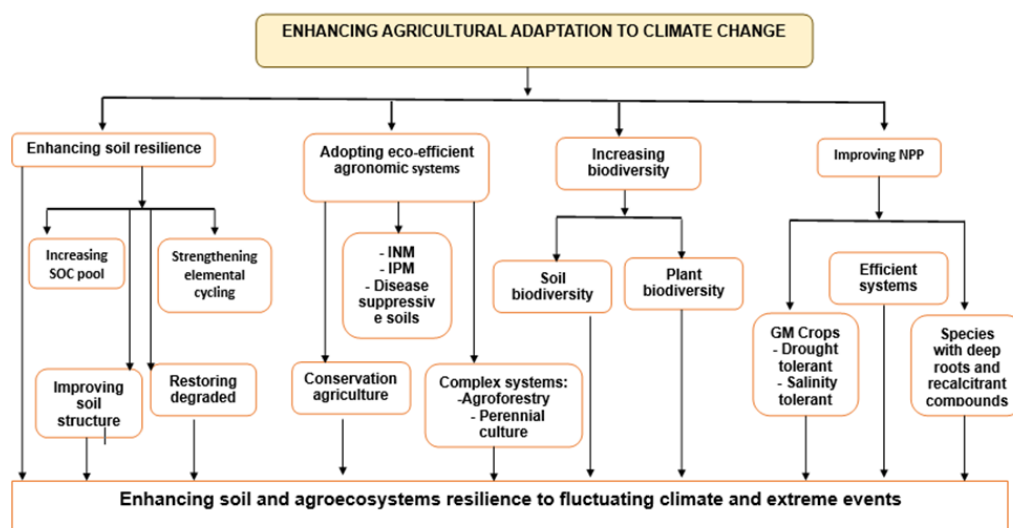 ENHANCING AGRICULTURAL ADAPTATION TO CLIMATE CHANGE
Enhancing soil resilience
Adopting eco-efficient
agronomic systems
Increasing
biodiversity
Improving NPP
Increasing
SOC pool
Strengthening
elemental
cycling
- INM
- IPM
- Disease
suppressiv
e soils
Soil
biodiversity
Plant
biodiversity
Efficient
systems
GM Crops
- Drought
tolerant
- Salinity
tolerant
Species
with deep
roots and
recalcitrant
compounds
Improving
soil
structure
Restoring
degraded
Conservation
agriculture
Complex systems:
-Agroforestry
- Perennial
culture
Enhancing soil and agroecosystems resilience to fluctuating climate and extreme events